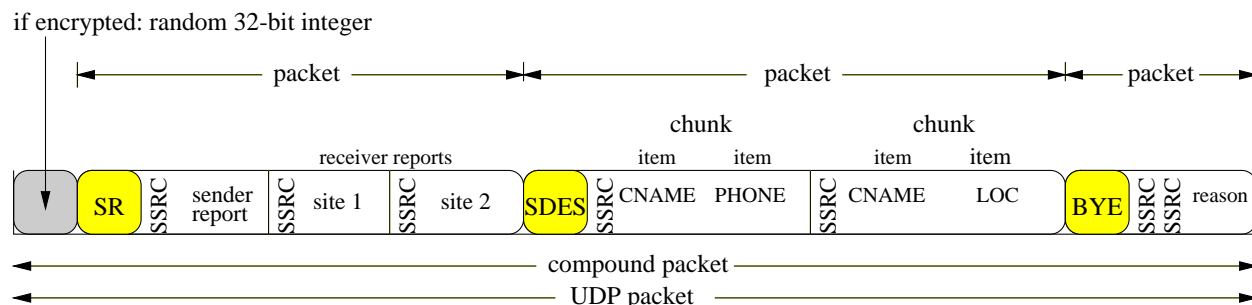 if encrypted: random 32-bit integer
packet packet packet
chunk chunk
receiver reports item item item item
SR SSRC sender report SSRC site 1 SSRC site 2 SDES SSRC CNAME PHONE SSRC CNAME LOC BYE SSRC SSRC reason
compound packet
UDP packet